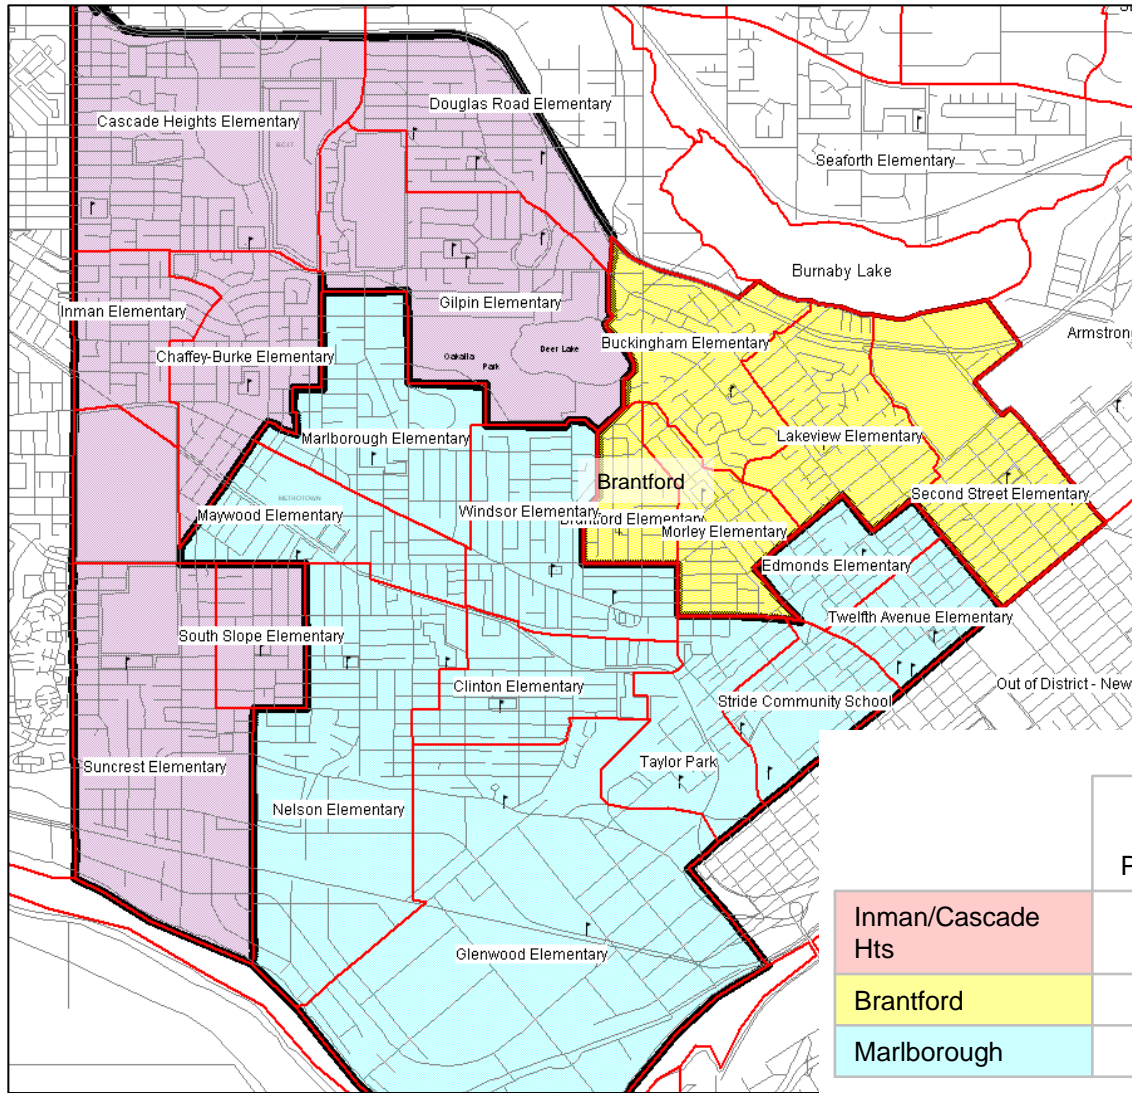 Douglas Road Elementary
Cascade Heights Elementary
BCIT
Seaforth Elementary
Burnaby Lake
Inman Elementary
Gilpin Elementary
Armstrong
Buckingham Elementary
Deer Lake
Chaffey-Burke Elementary
Oakalla
Park
Marlborough Elementary
Lakeview Elementary
Brantford
METROTOWN
Second Street Elementary
Maywood Elementary
Windsor Elementary
Brantford Elementary
Morley Elementary
Edmonds Elementary
Twelfth Avenue Elementary
South Slope Elementary
Out of District - New
Clinton Elementary
Stride Community School
Taylor Park
Suncrest Elementary
Nelson Elementary
P
Inman/Cascade
Hts
Glenwood Elementary
Brantford
Marlborough